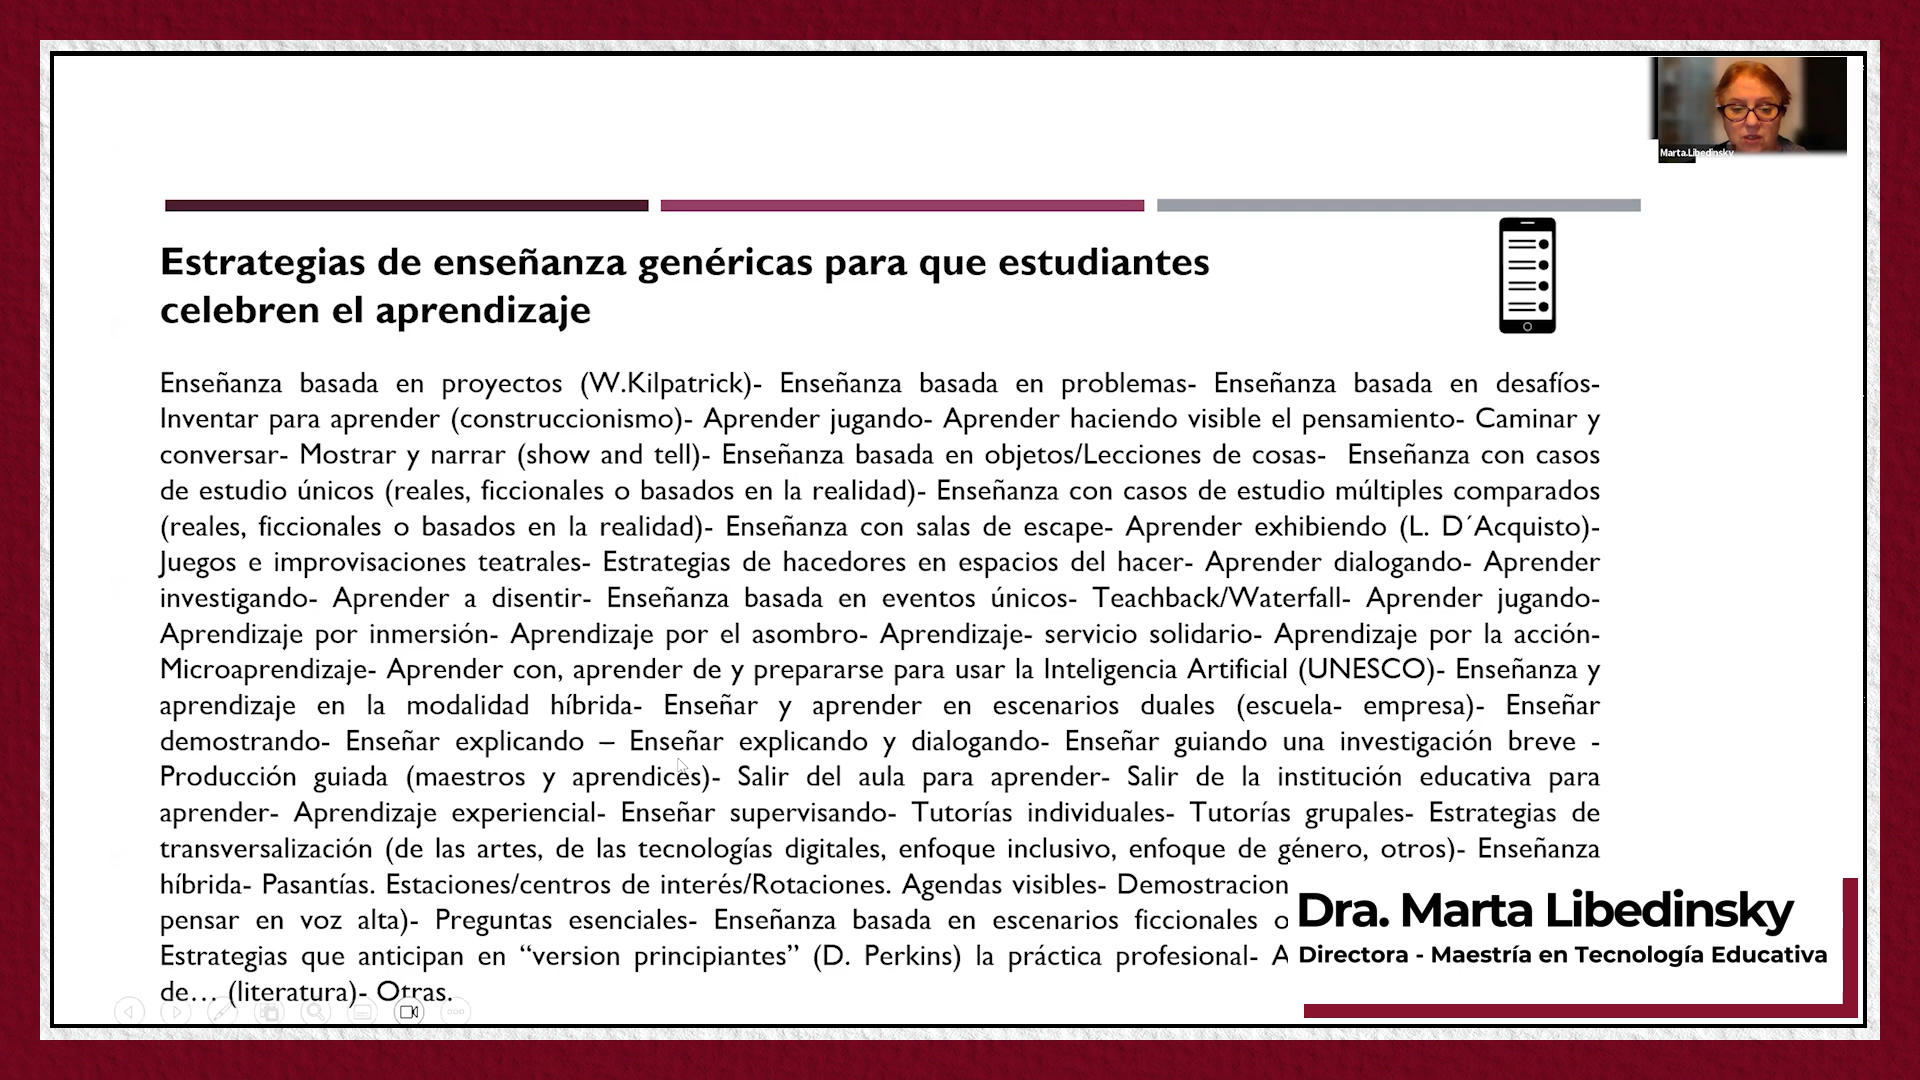 Marta.Libedinsky
Estrategias de enseñanza genéricas para que estudiantes
celebren el aprendizaje
Enseñanza basada en proyectos (W.Kilpatrick)- Enseñanza basada en problemas- Enseñanza basada en desafíos-
Inventar para aprender (construccionismo)- Aprender jugando- Aprender haciendo visible el pensamiento- Caminar y
conversar- Mostrar y narrar (show and tell)- Enseñanza basada en objetos/Lecciones de cosas- Enseñanza con casos
de estudio únicos (reales, ficcionales o basados en la realidad)- Enseñanza con casos de estudio múltiples comparados
(reales, ficcionales o basados en la realidad)- Enseñanza con salas de escape- Aprender exhibiendo (L. D´Acquisto)-
Juegos e improvisaciones teatrales- Estrategias de hacedores en espacios del hacer- Aprender dialogando- Aprender
investigando- Aprender a disentir- Enseñanza basada en eventos únicos- Teachback/Waterfall- Aprender jugando-
Aprendizaje por inmersión- Aprendizaje por el asombro- Aprendizaje- servicio solidario- Aprendizaje por la acción-
Microaprendizaje- Aprender con, aprender de y prepararse para usar la Inteligencia Artificial (UNESCO)- Enseñanza y
aprendizaje en la modalidad híbrida- Enseñar y aprender en escenarios duales (escuela- empresa)- Enseñar
demostrando- Enseñar explicando – Enseñar explicando y dialogando- Enseñar guiando una investigación breve -
Producción guiada (maestros y aprendices)- Salir del aula para aprender- Salir de la institución educativa para
aprender- Aprendizaje experiencial- Enseñar supervisando- Tutorías individuales- Tutorías grupales- Estrategias de
transversalización (de las artes, de las tecnologías digitales, enfoque inclusivo, enfoque de género, otros)- Enseñanza
híbrida- Pasantías. Estaciones/centros de interés/Rotaciones. Agendas visibles- Demostracion
pensar en voz alta)- Preguntas esenciales- Enseñanza basada en escenarios ficcionales o
Estrategias que anticipan en “version principiantes” (D. Perkins) la práctica profesional- A
de… (literatura)- Otras.
Dra. Marta Libedinsky
Directora - Maestría en Tecnología Educativa